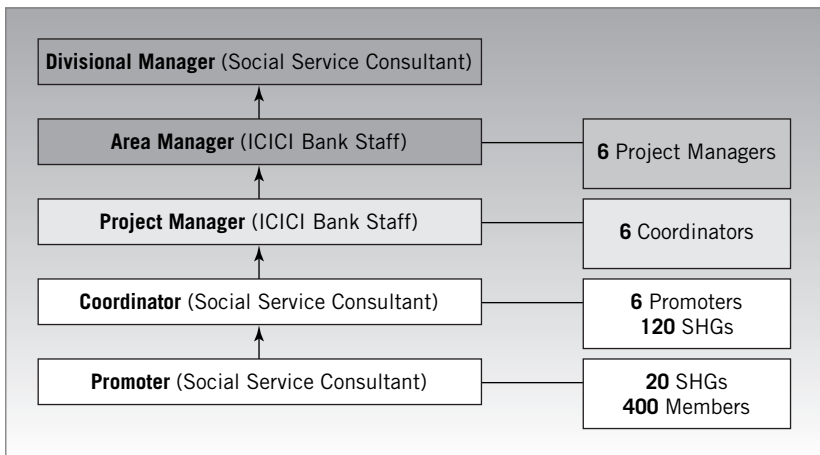 Divisional Manager (Social Service Consultant)
Area Manager (ICICI Bank Staff)
6 Project Managers
Project Manager (ICICI Bank Staff)
6 Coordinators
Coordinator (Social Service Consultant)
6 Promoters
120 SHGs
Promoter (Social Service Consultant)
20 SHGs
400 Members